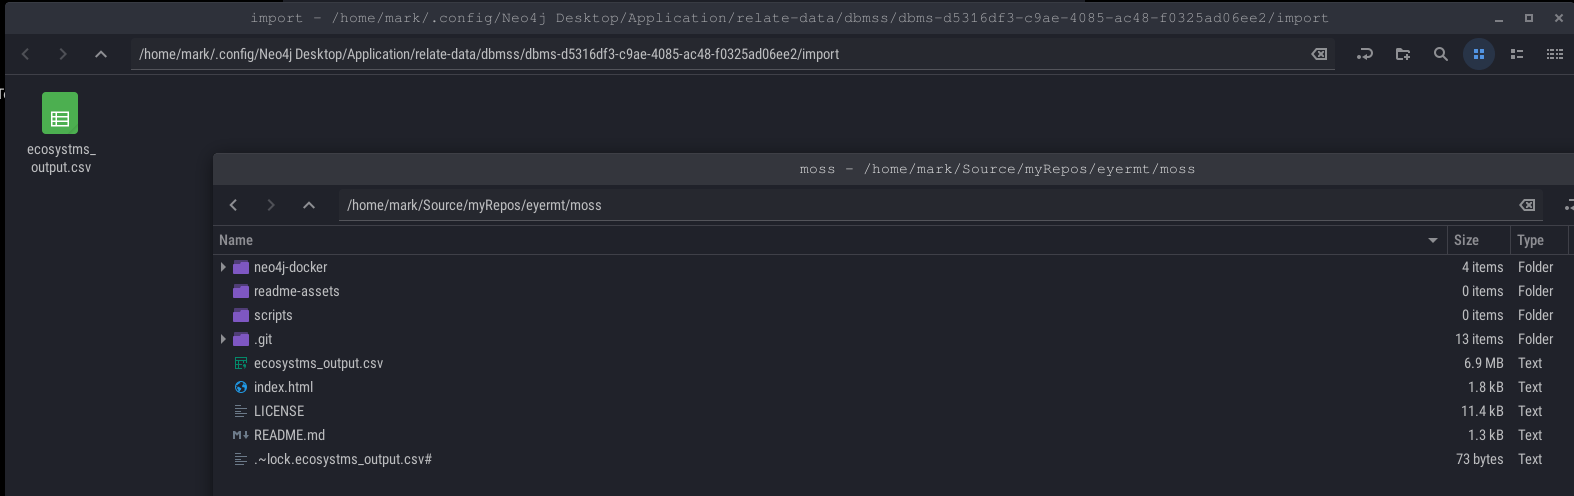 import - /home/mark/.config/Neo4j Desktop/Application/relate-data/dbmss/dbms-d5316df3-c9ae-4085-ac48-f0325ad06ee2/import
/home/mark/.config/Neo4j Desktop/Application/relate-data/dbmss/dbms-d5316df3-c9ae-4085-ac48-f0325ad06ee2/import
ecosystms_
output.csv
moss - /home/mark/Source/myRepos/eyermt/moss
/home/mark/Source/myRepos/eyermt/moss
Name Size Type
neo4j-docker 4 items Folder
readme-assets 0 items Folder
scripts 0 items Folder
.git 13 items Folder
ecosystms_output.csv 6.9 MB Text
index.html 1.8 kB Text
LICENSE 11.4 kB Text
README.md 1.3 kB Text
.~lock.ecosystms_output.csv# 73 bytes Text